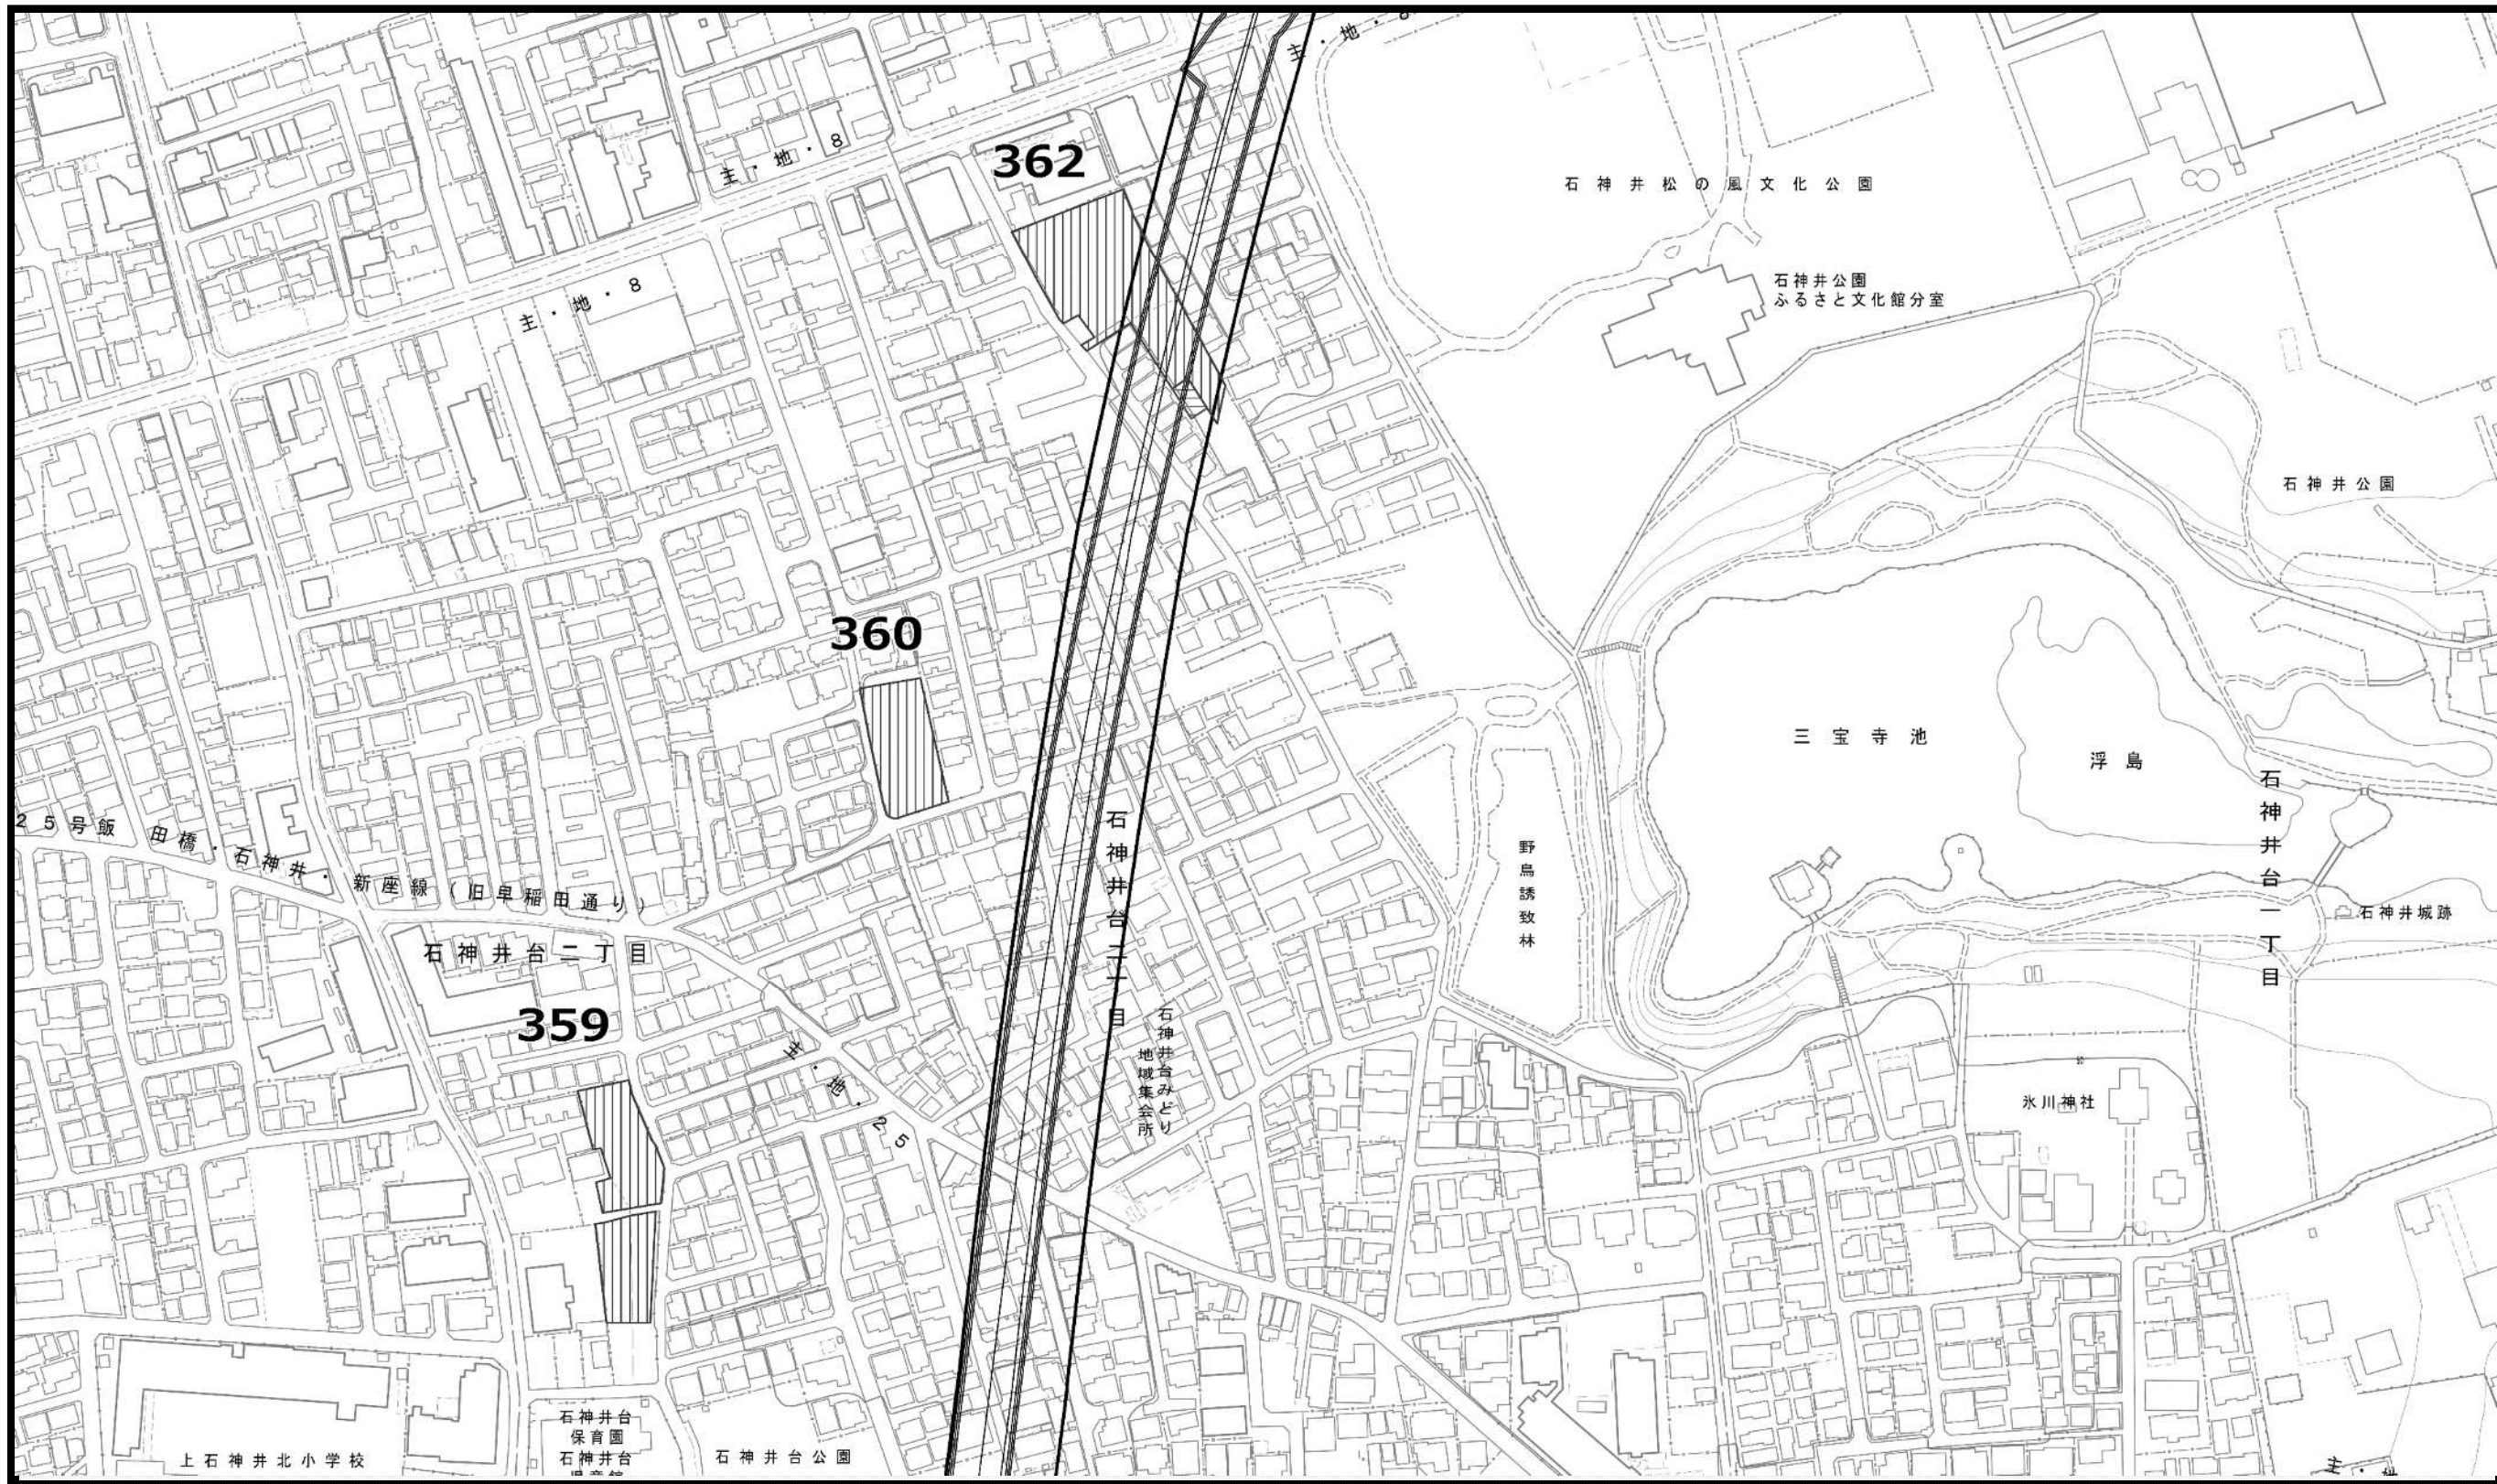 主・地・8
主・地・8
362
石神井松の風文化公園
石神井公園
ふるさと文化館分室
主・地・8
石神井公園
360
三宝寺池
浮島
石神井台一丁目
石神井台二丁目
野鳥誘致林
25号飯田橋・石神井・新座線(旧早稲田通り)
石神井城跡
石神井台二丁目
359
主・地・25
石神井台みどり
地域集会所
氷川神社
石神井台
保育園
石神井台
児童館
上石神井北小学校
石神井台公園